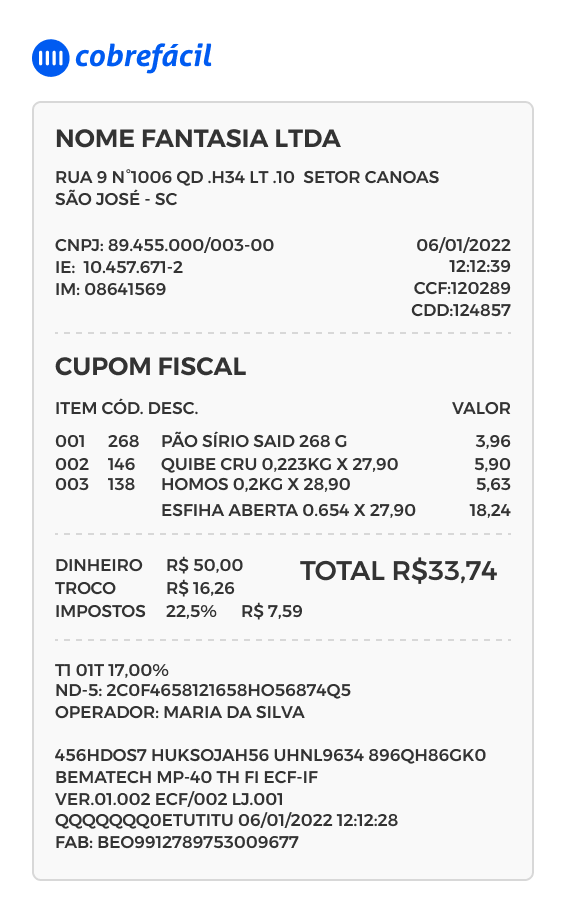 cobrefácil
NOME FANTASIA LTDA
RUA 9 N°1006 QD .H34 LT .10 SETOR CANOAS
SÃO JOSÉ - SC
CNPJ: 89.455.000/003-00 06/01/2022
IE: 10.457.671-2 12:12:39
IM: 08641569 CCF:120289
CDD:124857
CUPOM FISCAL
ITEM CÓD. DESC. VALOR
001 268 PÃO SÍRIO SAID 268 G 3,96
002 146 QUIBE CRU 0,223KG X 27,90 5,90
003 138 HOMOS 0,2KG X 28,90 5,63
ESFIHA ABERTA 0.654 X 27,90 18,24
DINHEIRO R$ 50,00 TOTAL R$33,74
TROCO R$ 16,26
IMPOSTOS 22,5% R$ 7,59
T1 01T 17,00%
ND-5: 2C0F4658121658HO56874Q5
OPERADOR: MARIA DA SILVA
456HDOS7 HUKSOJAH56 UHNL9634 896QH86GK0
BEMATECH MP-40 TH FI ECF-IF
VER.01.002 ECF/002 LJ.001
QQQQQQQ0ETUTITU 06/01/2022 12:12:28
FAB: BEO9912789753009677